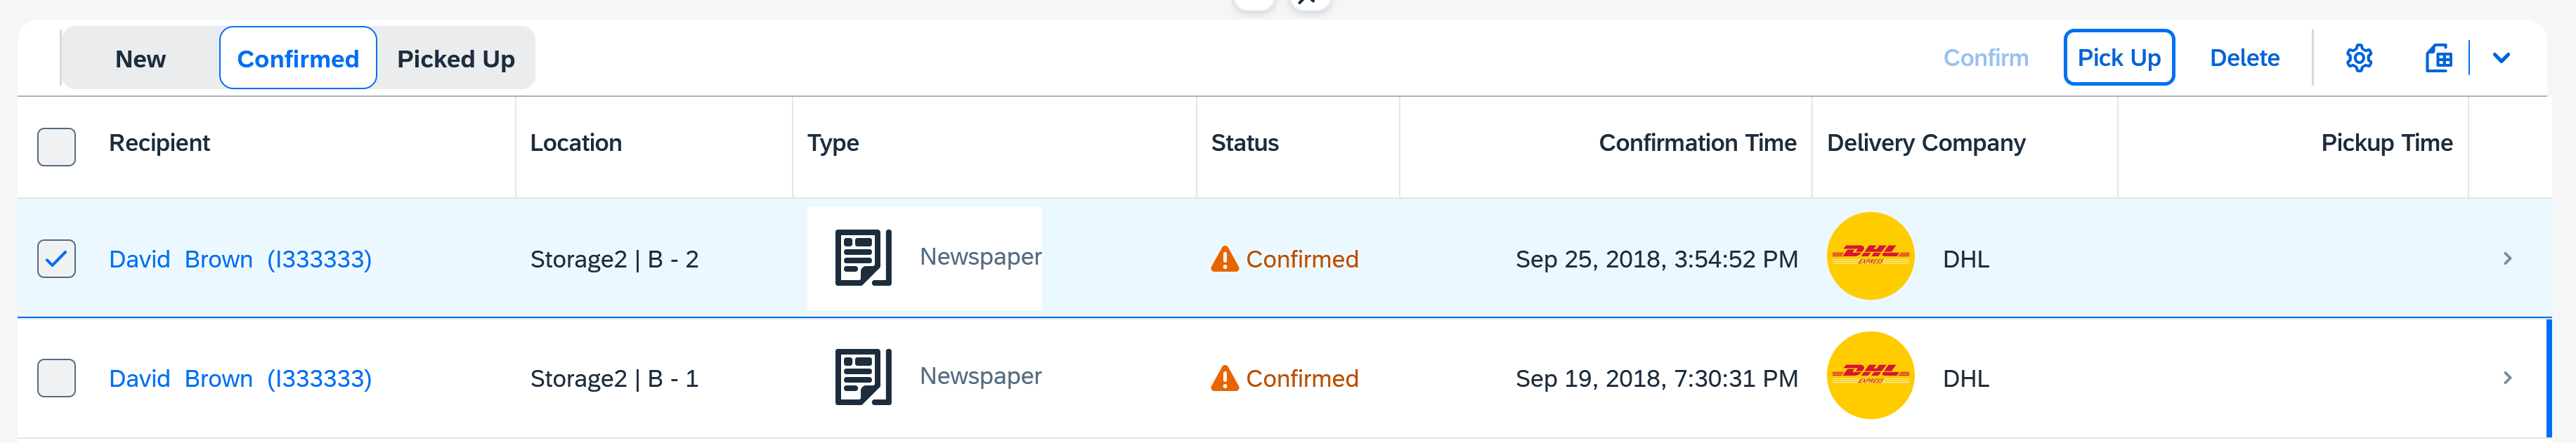 New Confirmed Picked Up Confirm Pick Up Delete
Recipient Location Type Status Confirmation Time Delivery Company Pickup Time
David Brown (I333333) Storage2 | B - 2 Newspaper Confirmed Sep 25, 2018, 3:54:52 PM DHL EXPRESS DHL
David Brown (I333333) Storage2 | B - 1 Newspaper Confirmed Sep 19, 2018, 7:30:31 PM DHL EXPRESS DHL